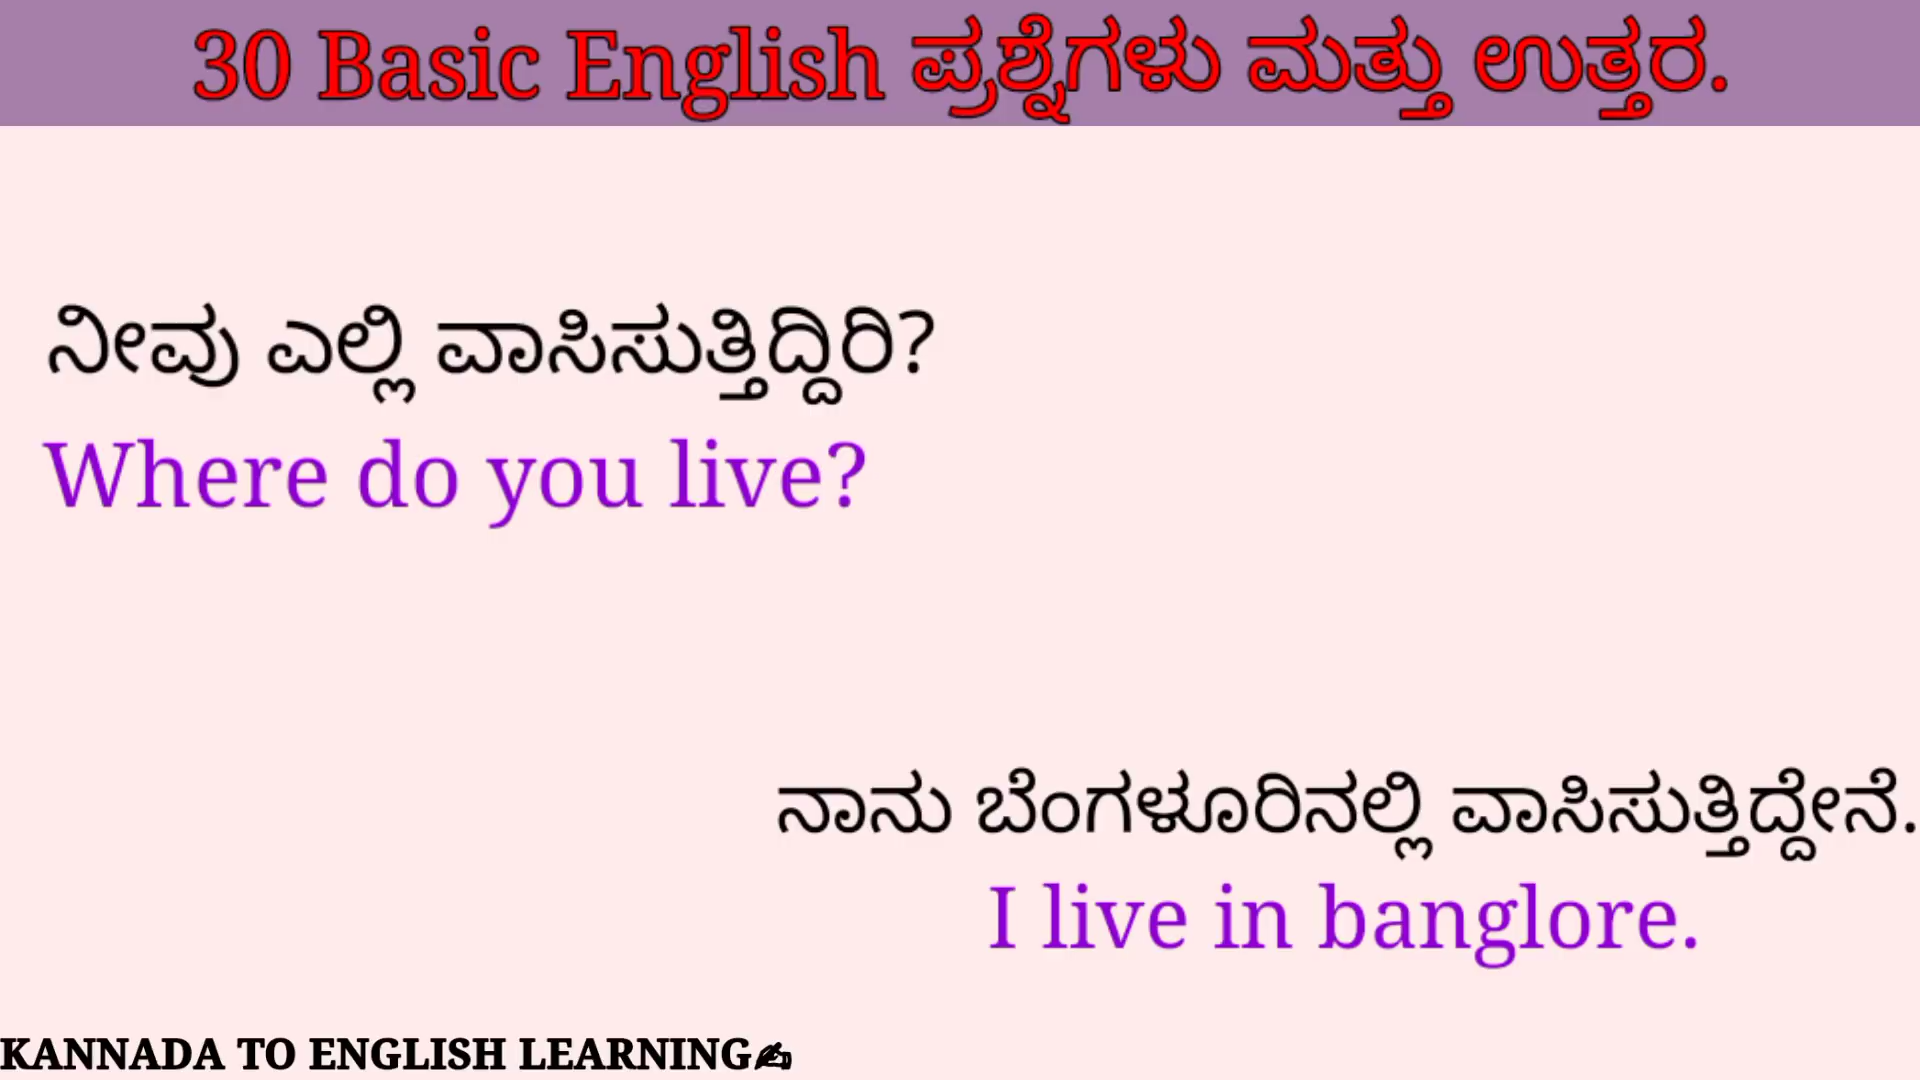 30 Basic English ಪ್ರಶ್ನೆಗಳು ಮತ್ತು ಉತ್ತರ.
ನೀವು ಎಲ್ಲಿ ವಾಸಿಸುತ್ತಿದ್ದಿರಿ?
Where do you live?
ನಾನು ಬೆಂಗಳೂರಿನಲ್ಲಿ ವಾಸಿಸುತ್ತಿದ್ದೇನೆ.
I live in banglore.
KANNADA TO ENGLISH LEARNING✍